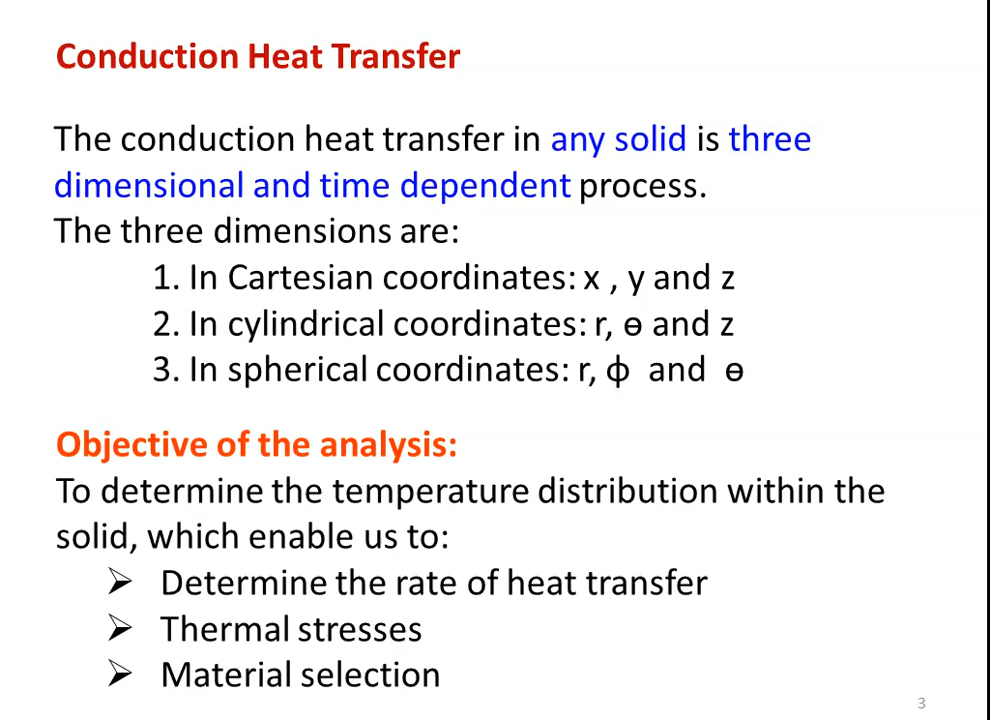 Conduction Heat Transfer
The conduction heat transfer in any solid is three
dimensional and time dependent process.
The three dimensions are:
1. In Cartesian coordinates: x , y and z
2. In cylindrical coordinates: r, ɵ and z
3. In spherical coordinates: r, ф and ɵ
Objective of the analysis:
To determine the temperature distribution within the
solid, which enable us to:
➢ Determine the rate of heat transfer
➢ Thermal stresses
➢ Material selection
3